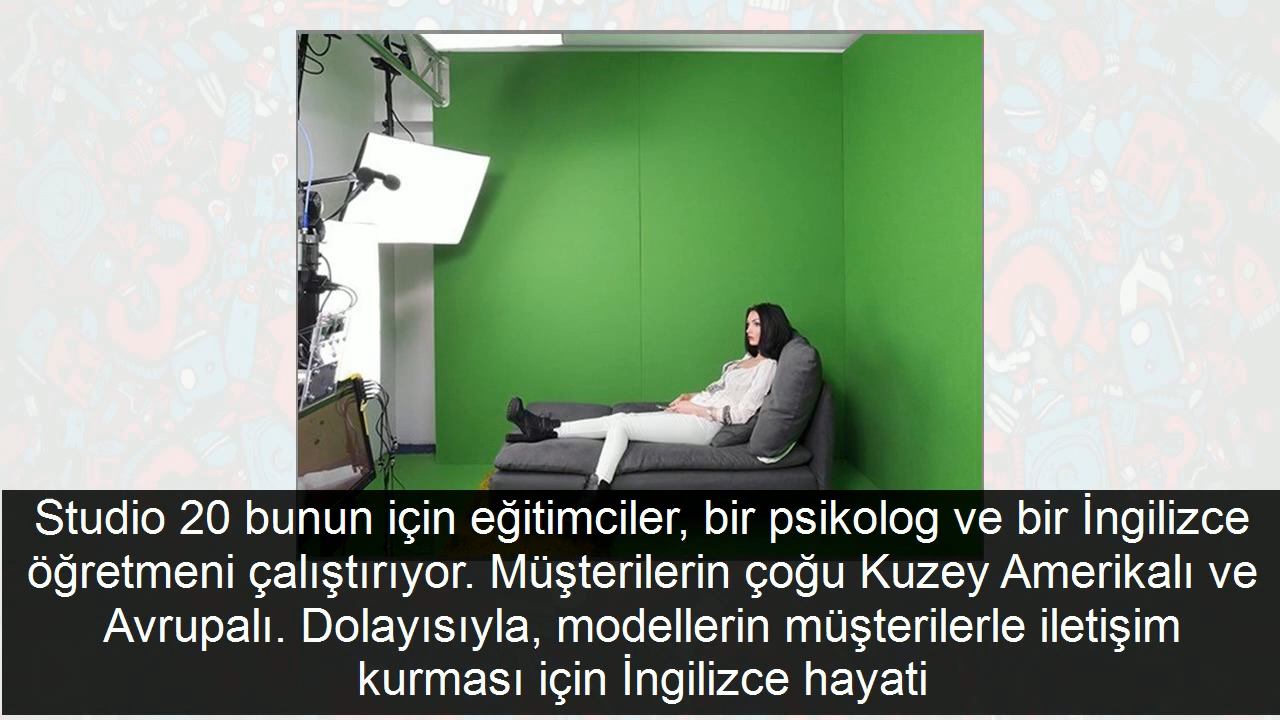 Studio 20 bunun için eğitimciler, bir psikolog ve bir İngilizce
öğretmeni çalıştırıyor. Müşterilerin çoğu Kuzey Amerikalı ve
Avrupalı. Dolayısıyla, modellerin müşterilerle iletişim
kurması için İngilizce hayati